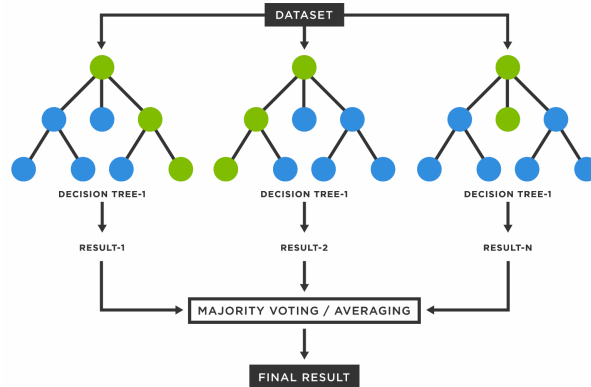 DATASET
DECISION TREE-1
DECISION TREE-1
DECISION TREE-1
RESULT-1
RESULT-2
RESULT-N
MAJORITY VOTING / AVERAGING
FINAL RESULT